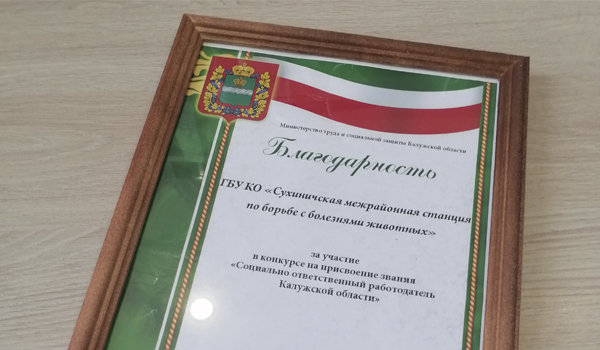 Министерство труда и социальной защиты Калужской области
Благодарность
ГБУ КО «Сухиничская межрайонная станция
по борьбе с болезнями животных»
за участие
в конкурсе на присвоение звания
«Социально ответственный работодатель
Калужской области»